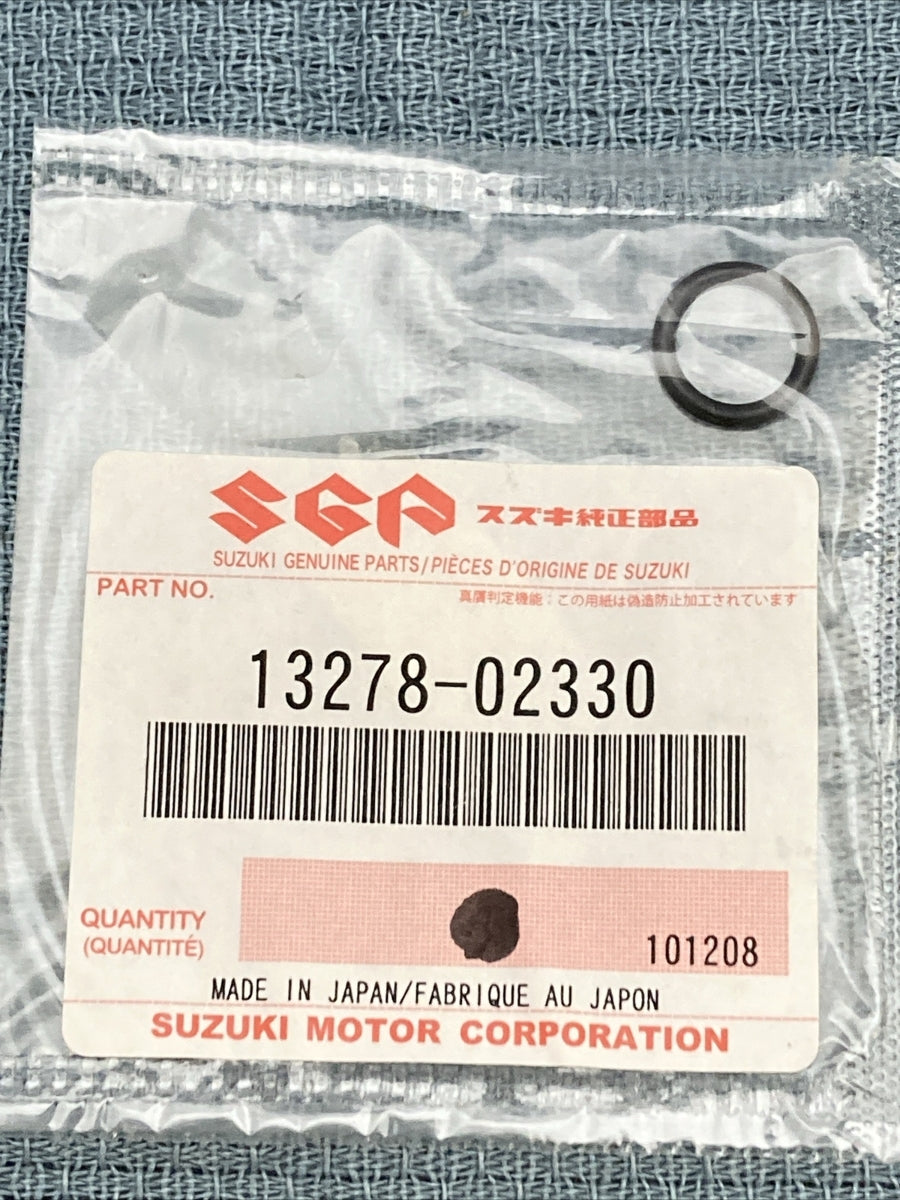 SGP スズキ純正部品
SUZUKI GENUINE PARTS/PIÈCES D'ORIGINE DE SUZUKI
PART NO.
真贋判定機能：この用紙は偽造防止加工されています
13278-02330
QUANTITY
(QUANTITÉ)
101208
MADE IN JAPAN/FABRIQUE AU JAPON
SUZUKI MOTOR CORPORATION